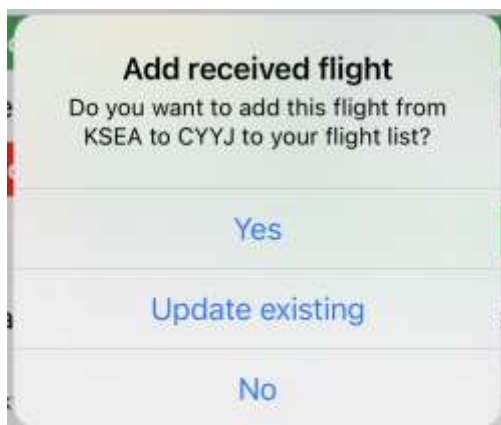 Add received flight
Do you want to add this flight from
KSEA to CYYJ to your flight list?
Yes
Update existing
No